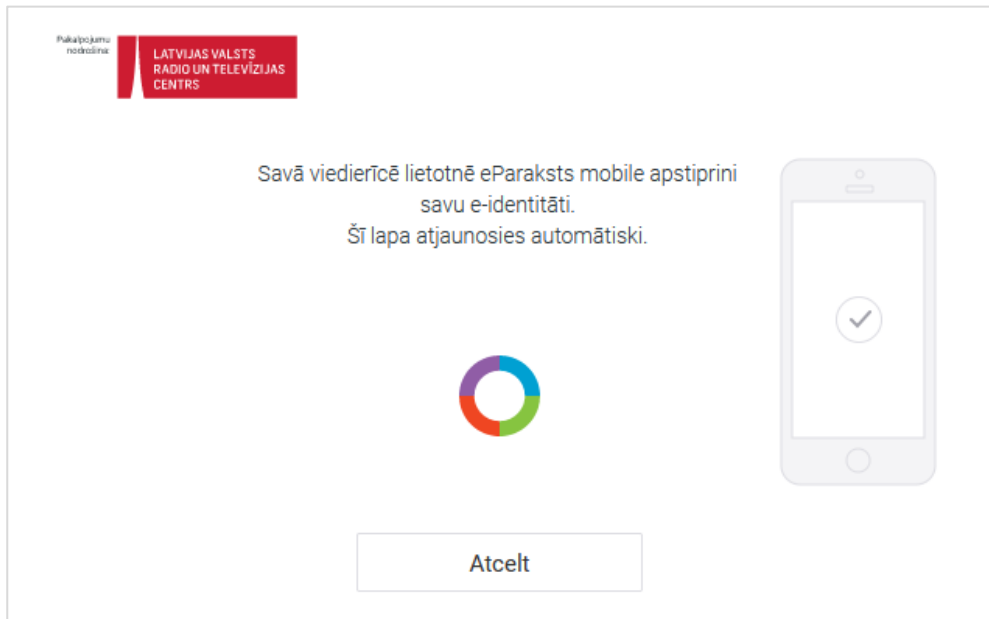 Pakalpojumu
nodrošina:
LATVIJAS VALSTS
RADIO UN TELEVĪZIJAS
CENTRS
Savā viedierīcē lietotnē eParaksts mobile apstiprini
savu e-identitāti.
Šī lapa atjaunosies automātiski.
Atcelt